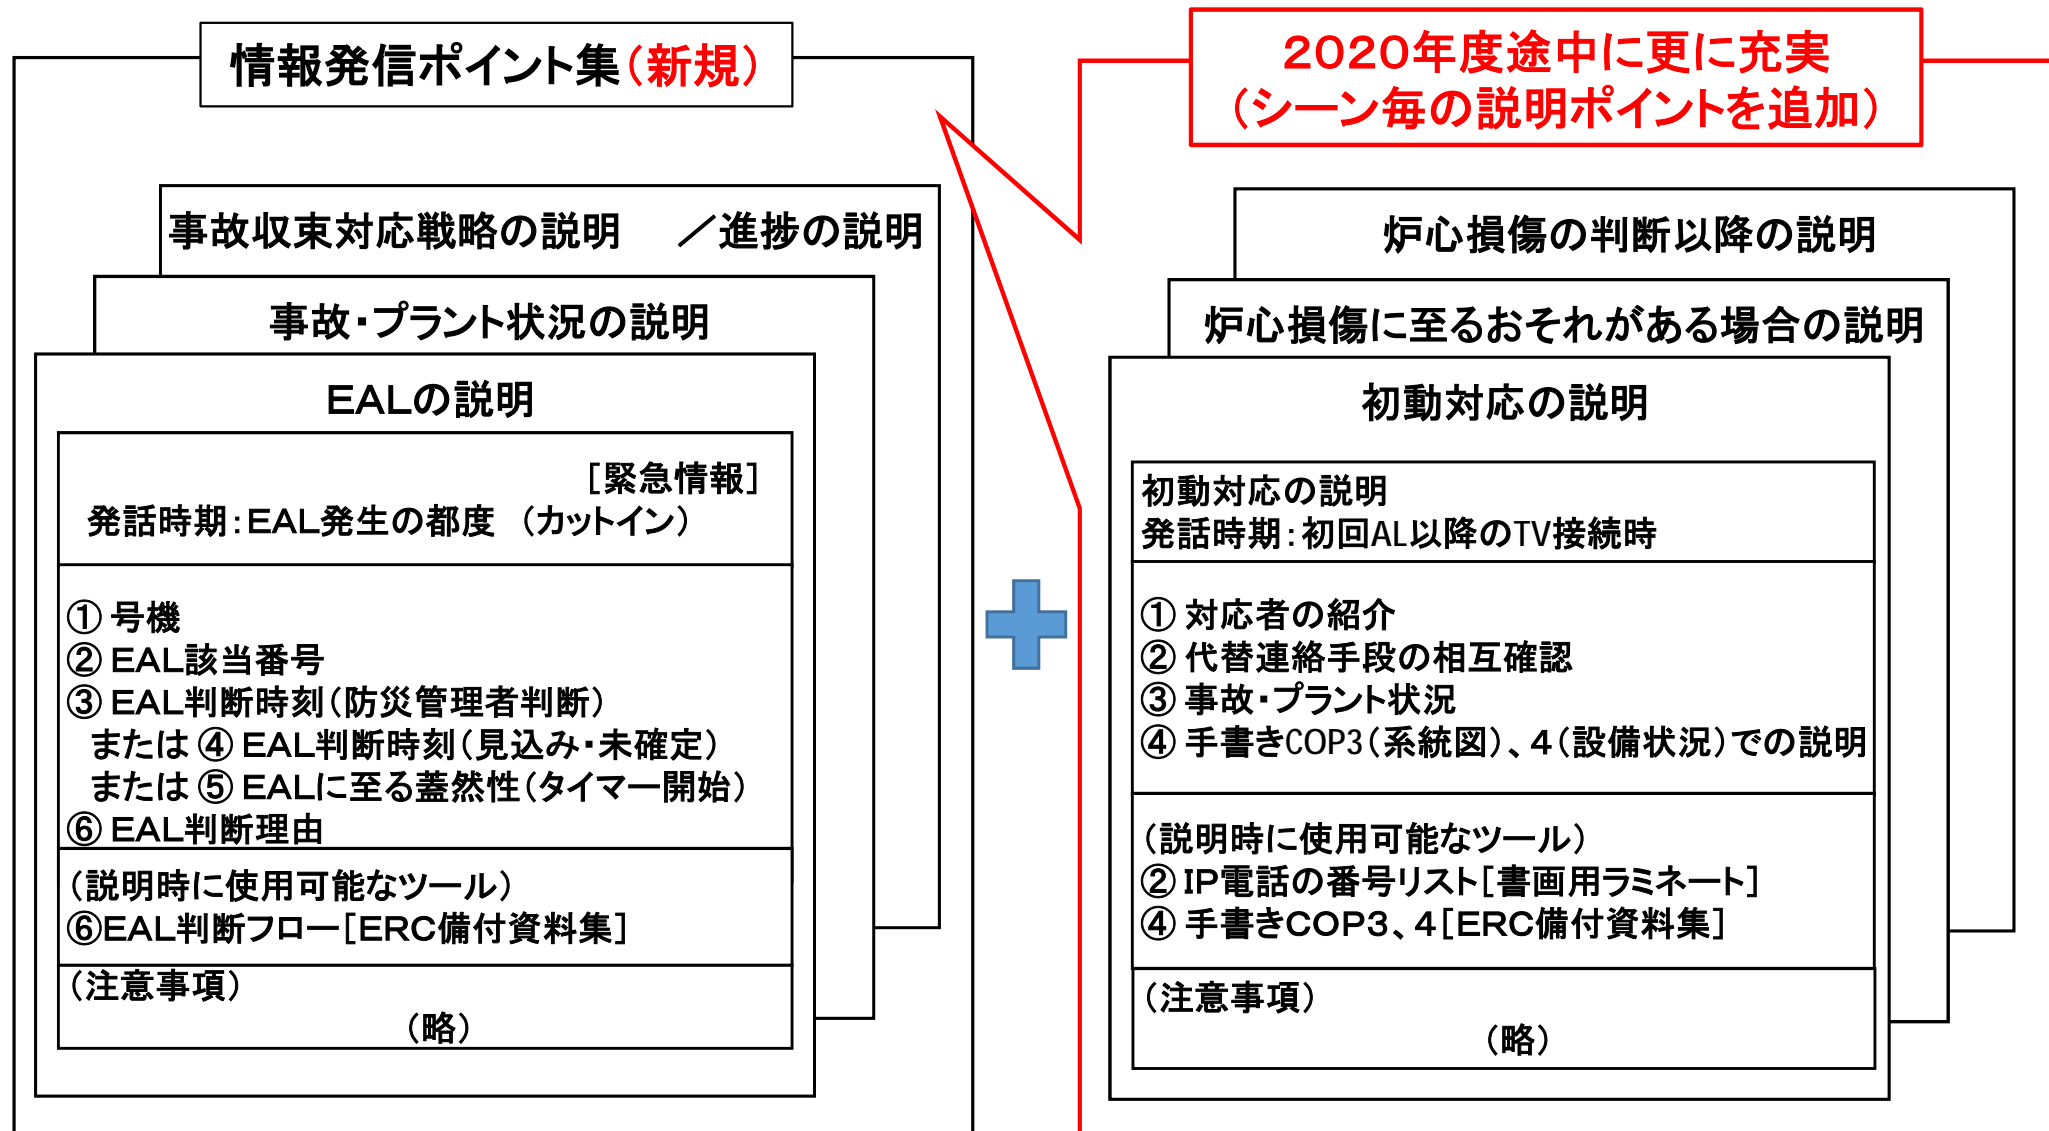 情報発信ポイント集（新規）
事故収束対応戦略の説明　／進捗の説明
事故・プラント状況の説明
ＥＡＬの説明
［緊急情報］
発話時期：ＥＡＬ発生の都度　（カットイン）
① 号機
② ＥＡＬ該当番号
③ ＥＡＬ判断時刻（防災管理者判断）
または ④ ＥＡＬ判断時刻（見込み・未確定）
または ⑤ ＥＡＬに至る蓋然性（タイマー開始）
⑥ ＥＡＬ判断理由
（説明時に使用可能なツール）
⑥ＥＡＬ判断フロー［ＥＲＣ備付資料集］
（注意事項）
（略）
２０２０年度途中に更に充実
（シーン毎の説明ポイントを追加）
炉心損傷の判断以降の説明
炉心損傷に至るおそれがある場合の説明
初動対応の説明
初動対応の説明
発話時期：初回AL以降のTV接続時
① 対応者の紹介
② 代替連絡手段の相互確認
③ 事故・プラント状況
④ 手書きCOP3（系統図）、４（設備状況）での説明
（説明時に使用可能なツール）
② ＩＰ電話の番号リスト［書画用ラミネート］
④ 手書きＣＯＰ３、４［ＥＲＣ備付資料集］
（注意事項）
（略）